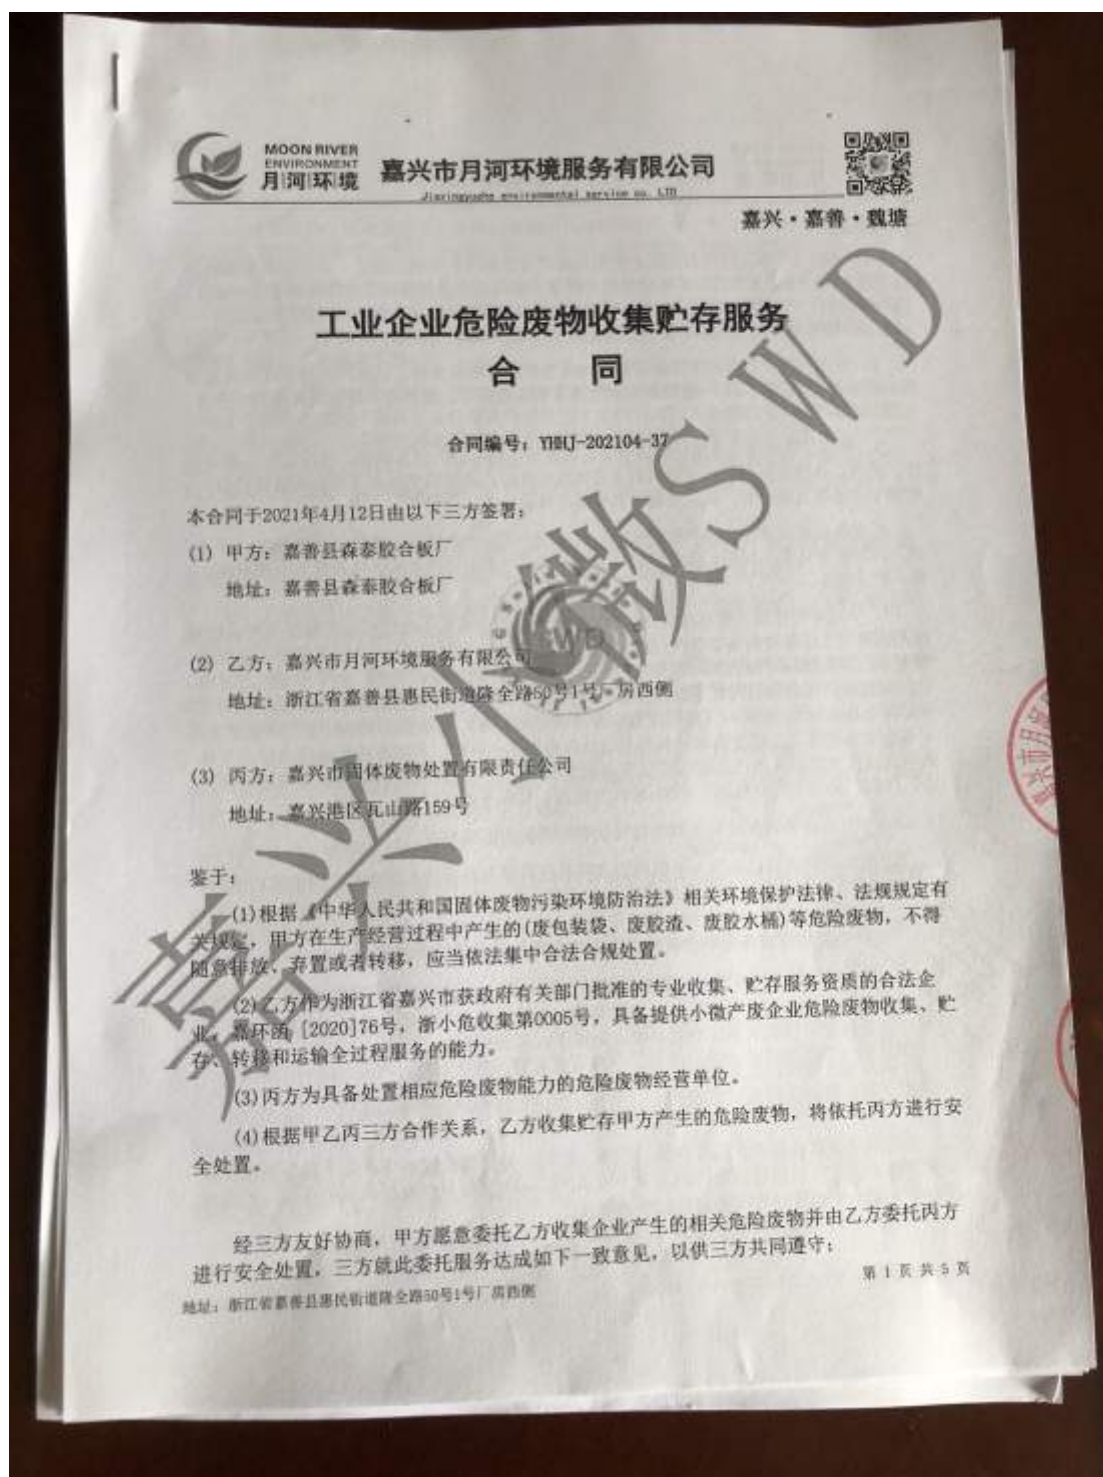 MOON RIVER
ENVIRONMENT
月河环境
嘉兴市月河环境服务有限公司
Jiaxingyuehe environmental service co. LTD
嘉兴·嘉善·魏塘
工业企业危险废物收集贮存服务
合 同
合同编号：YHHJ-202104-37
本合同于2021年4月12日由以下三方签署：
(1) 甲方：嘉善县森泰胶合板厂
地址：嘉善县森泰胶合板厂
(2) 乙方：嘉兴市月河环境服务有限公司
地址：浙江省嘉善县惠民街道隆全路50号1号厂房西侧
(3) 丙方：嘉兴市固体废物处置有限责任公司
地址：嘉兴港区瓦山路159号
鉴于：
(1)根据《中华人民共和国固体废物污染环境防治法》相关环境保护法律、法规规定有
关规定，甲方在生产经营过程中产生的(废包装袋、废胶渣、废胶水桶)等危险废物，不得
随意排放、弃置或者转移，应当依法集中合法合规处置。
(2)乙方作为浙江省嘉兴市获政府有关部门批准的专业收集、贮存服务资质的合法企
业，嘉环函[2020]76号，浙小危收集第0005号，具备提供小微产废企业危险废物收集、贮
存、转移和运输全过程服务的能力。
(3)丙方为具备处置相应危险废物能力的危险废物经营单位。
(4)根据甲乙丙三方合作关系，乙方收集贮存甲方产生的危险废物，将依托丙方进行安
全处置。
经三方友好协商，甲方愿意委托乙方收集企业产生的相关危险废物并由乙方委托丙方
进行安全处置，三方就此委托服务达成如下一致意见，以供三方共同遵守：
第 1 页 共 5 页
地址：浙江省嘉善县惠民街道隆全路50号1号厂房西侧
嘉兴小微SWD
SWD
嘉兴市月河